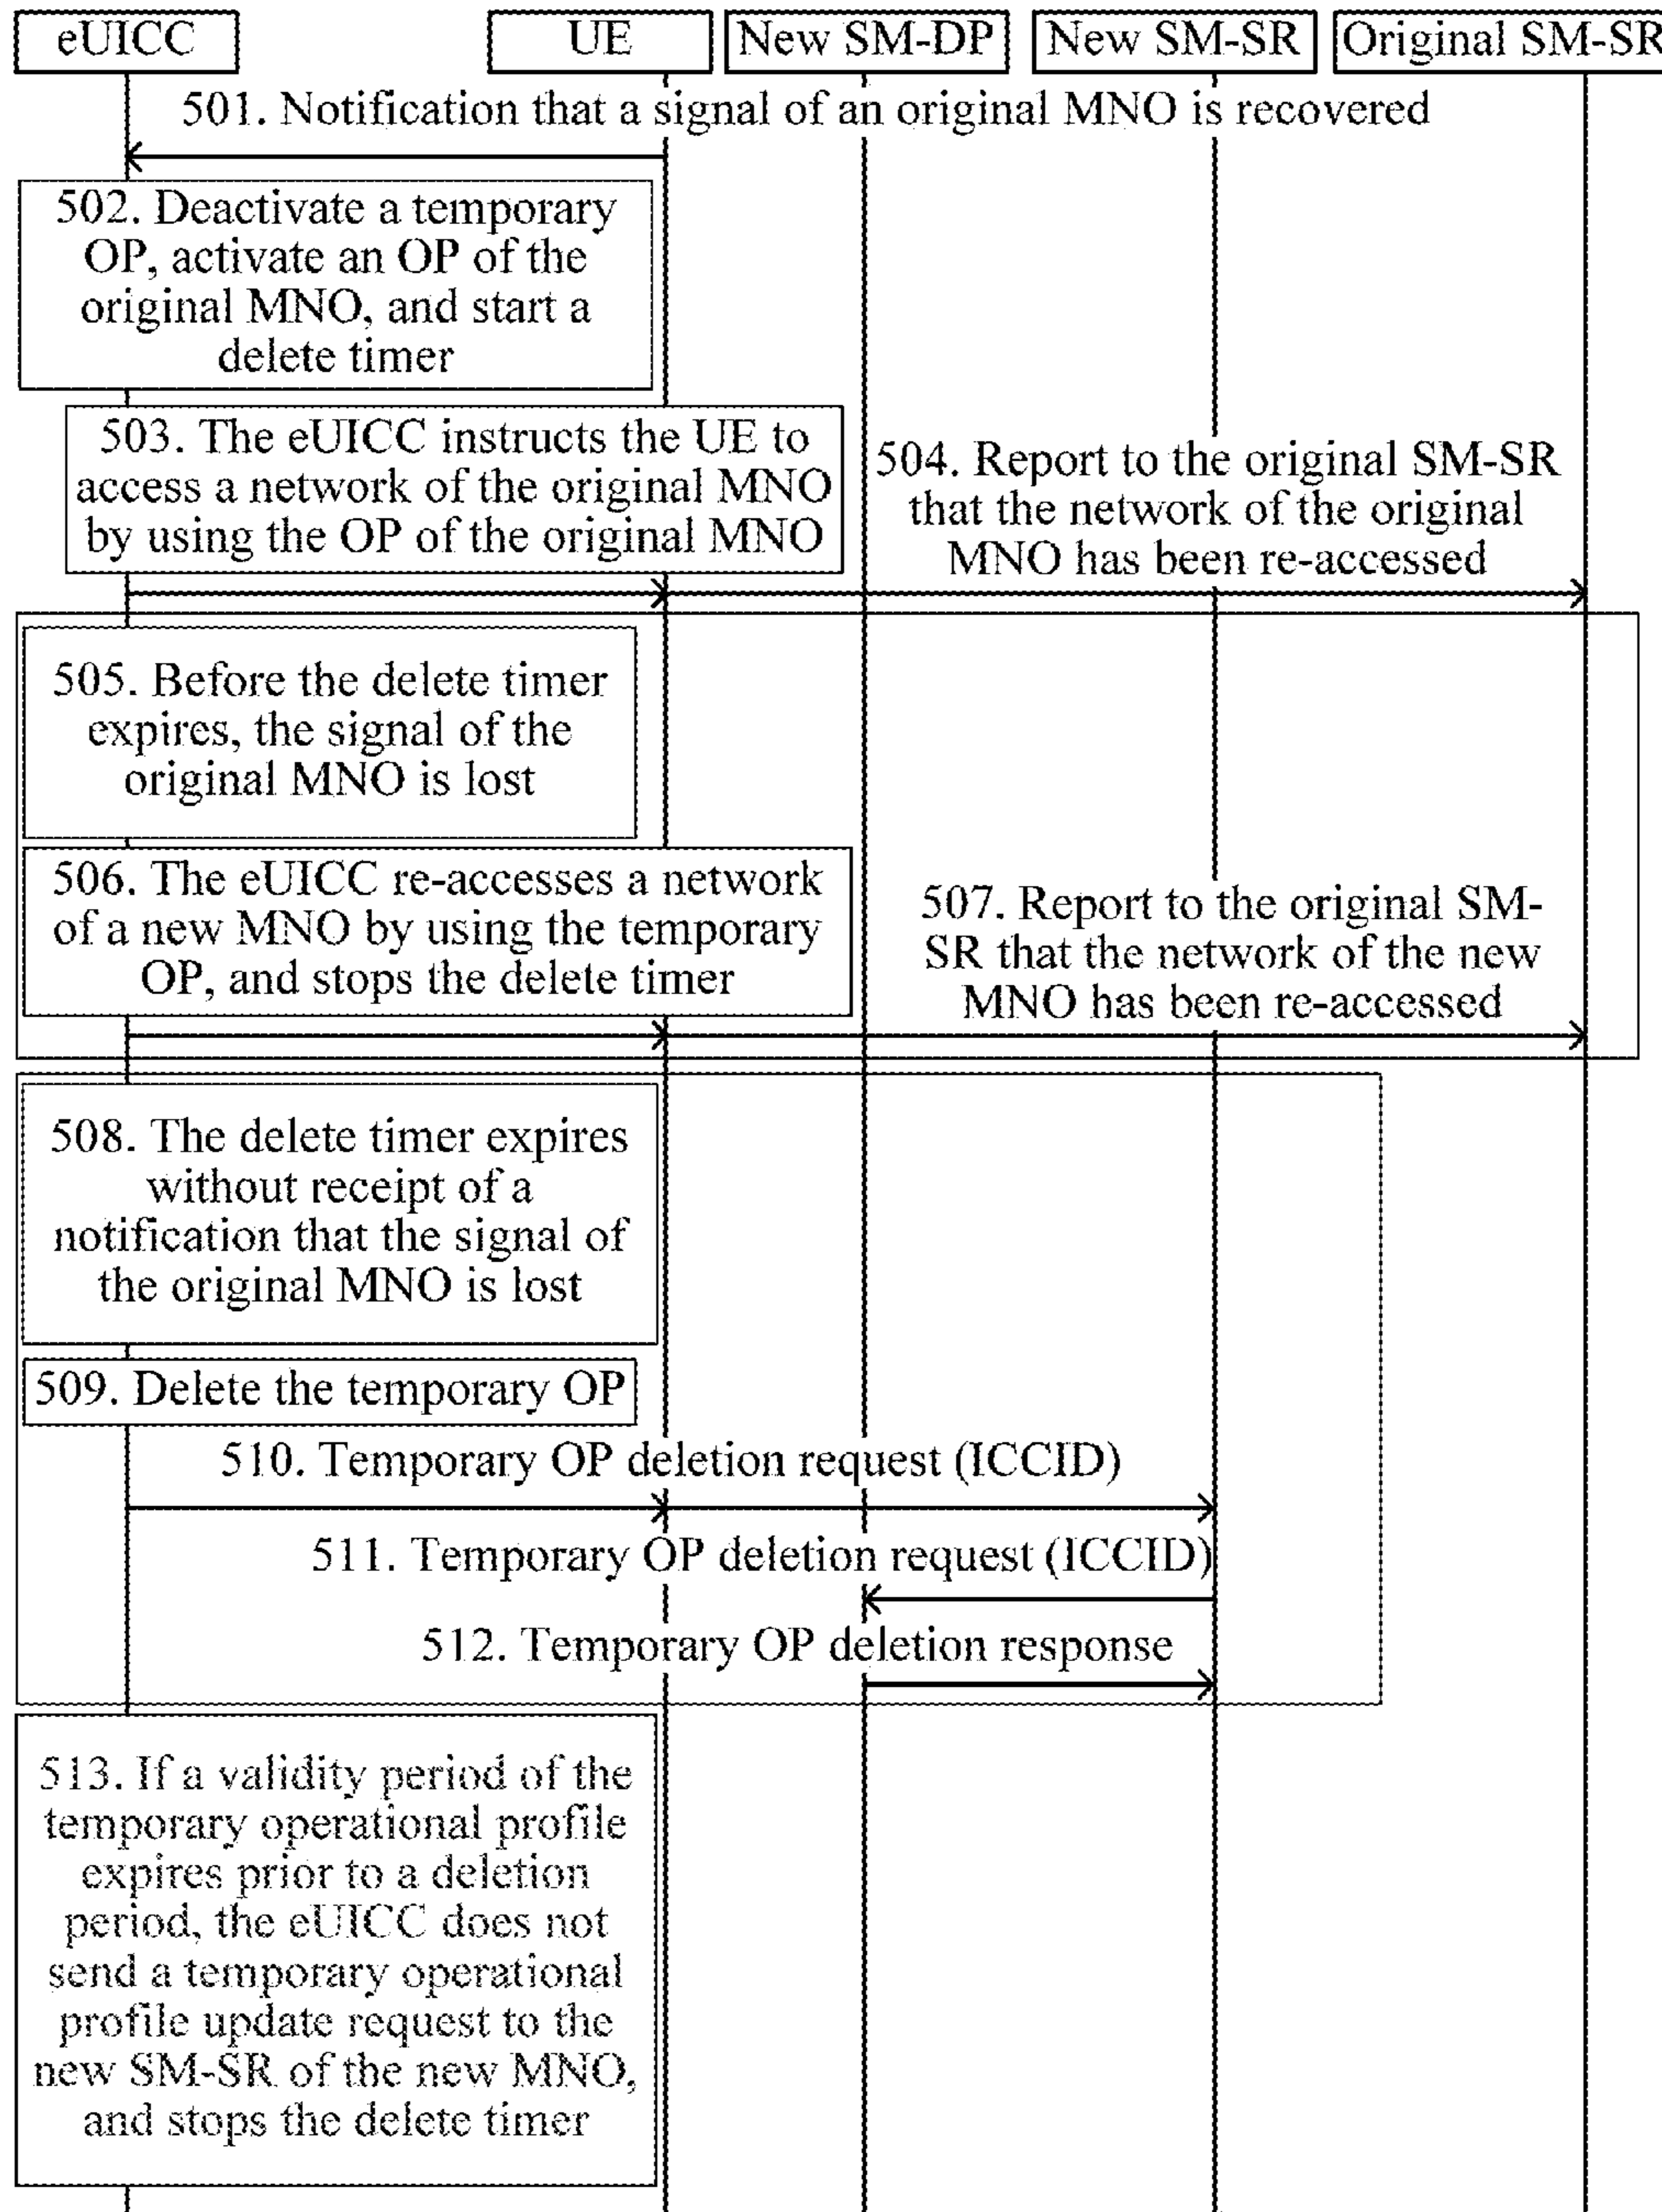 eUICC
UE
New SM-DP
New SM-SR
Original SM-SR
501. Notification that a signal of an original MNO is recovered
502. Deactivate a temporary
OP, activate an OP of the
original MNO, and start a
delete timer
503. The eUICC instructs the UE to
access a network of the original MNO
by using the OP of the original MNO
504. Report to the original SM-SR
that the network of the original
MNO has been re-accessed
505. Before the delete timer
expires, the signal of the
original MNO is lost
506. The eUICC re-accesses a network
of a new MNO by using the temporary
OP, and stops the delete timer
507. Report to the original SM-
SR that the network of the new
MNO has been re-accessed
508. The delete timer expires
without receipt of a
notification that the signal of
the original MNO is lost
509. Delete the temporary OP
510. Temporary OP deletion request (ICCID)
511. Temporary OP deletion request (ICCID)
512. Temporary OP deletion response
513. If a validity period of the
temporary operational profile
expires prior to a deletion
period, the eUICC does not
send a temporary operational
profile update request to the
new SM-SR of the new MNO,
and stops the delete timer